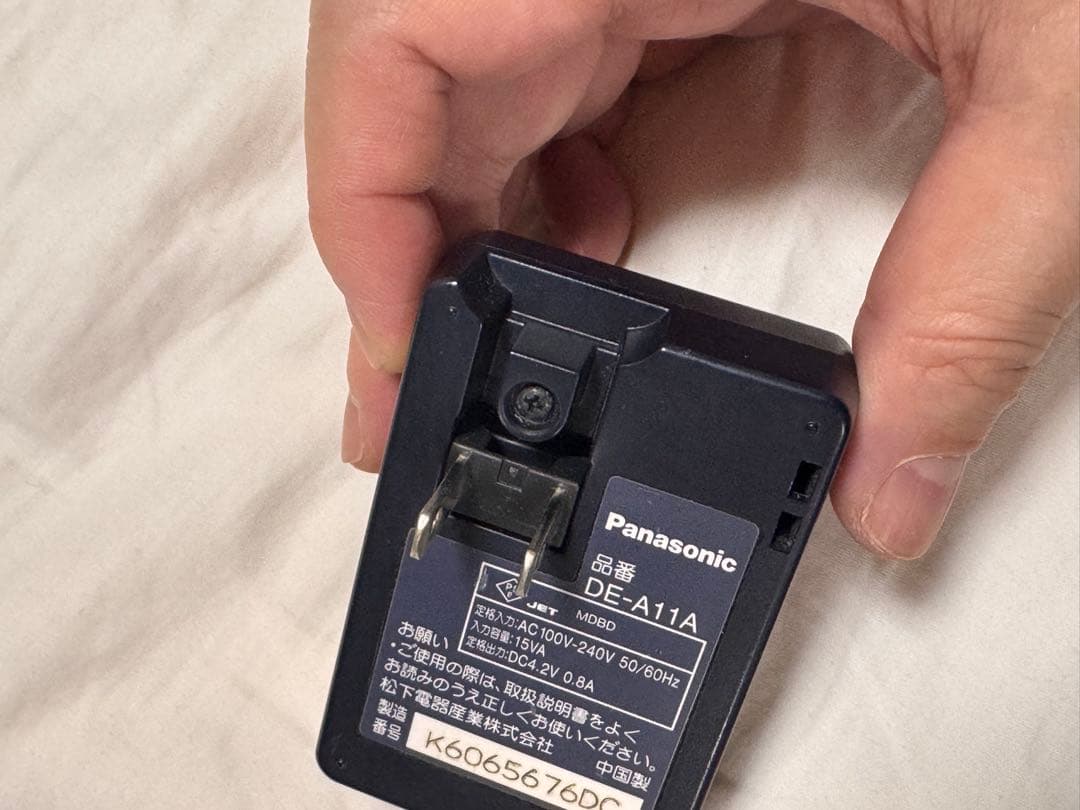 Panasonic
品番
DE-A11A
PS
E
JET MDBD
定格入力:AC100V-240V 50/60Hz
入力容量:15VA
定格出力:DC4.2V 0.8A
お願い
・ご使用の際は、取扱説明書をよく
お読みのうえ正しくお使いください。
松下電器産業株式会社
中国製
製造
番号
K6065676DC